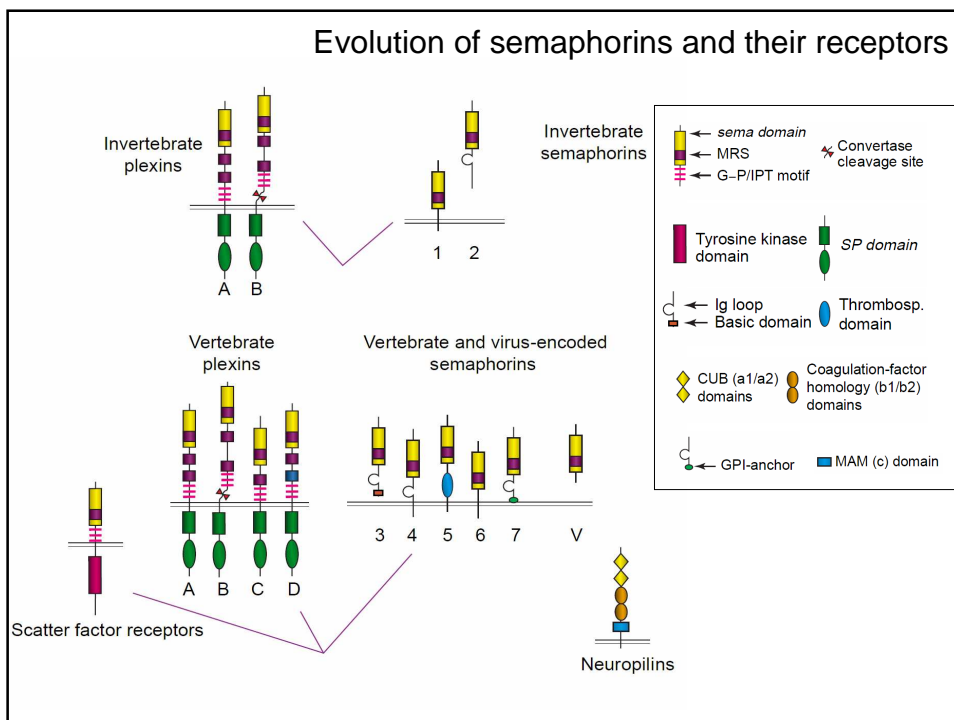 Evolution of semaphorins and their receptors
Invertebrate
plexins
A B
Invertebrate
semaphorins
1 2
Vertebrate
plexins
A B C D
Vertebrate and virus-encoded
semaphorins
3 4 5 6 7 V
Scatter factor receptors
Neuropilins
sema domain
MRS
G–P/IPT motif
Convertase
cleavage site
Tyrosine kinase
domain
SP domain
Ig loop
Basic domain
Thrombosp.
domain
CUB (a1/a2)
domains
Coagulation-factor
homology (b1/b2)
domains
GPI-anchor
MAM (c) domain